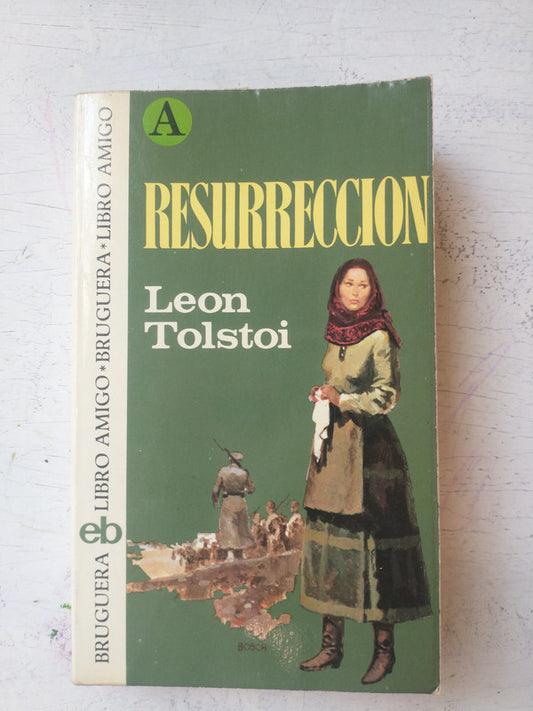 A
RESURRECCION
Leon
Tolstoi
BRUGUERA eb LIBRO AMIGO * BRUGUERA * LIBRO AMIGO
BOSCH